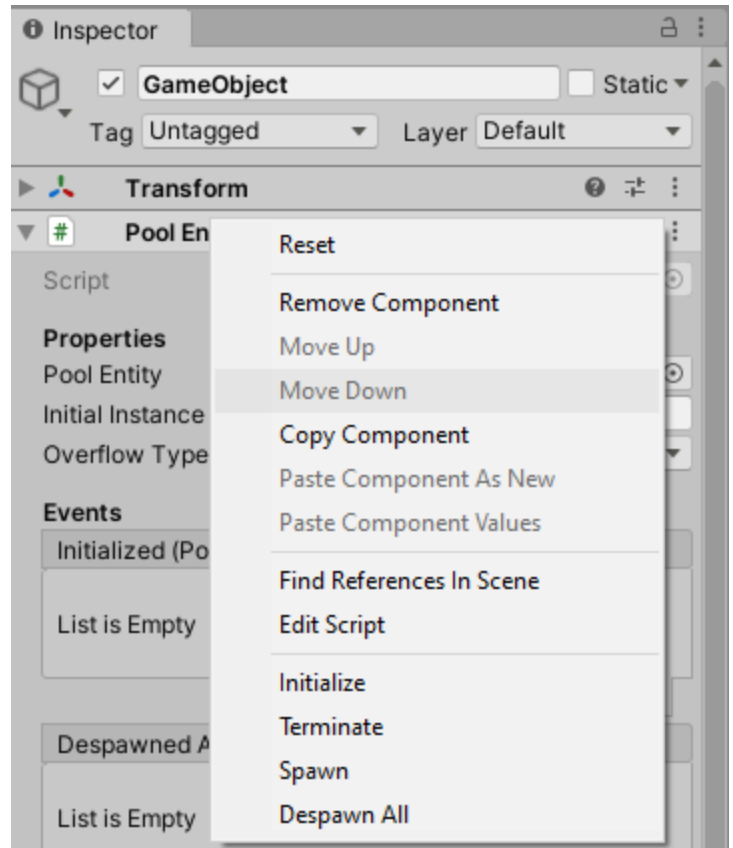 Inspector
GameObject
Static
Tag Untagged
Layer Default
Transform
# Pool En
Script
Properties
Pool Entity
Initial Instance
Overflow Type
Events
Initialized (Po
List is Empty
Despawned A
List is Empty
Reset
Remove Component
Move Up
Move Down
Copy Component
Paste Component As New
Paste Component Values
Find References In Scene
Edit Script
Initialize
Terminate
Spawn
Despawn All